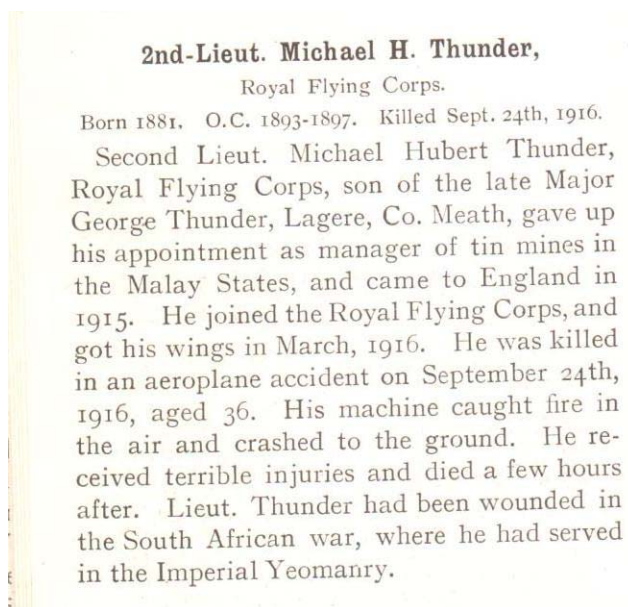 2nd-Lieut. Michael H. Thunder,
Royal Flying Corps.
Born 1881. O.C. 1893-1897. Killed Sept. 24th, 1916.
Second Lieut. Michael Hubert Thunder,
Royal Flying Corps, son of the late Major
George Thunder, Lagere, Co. Meath, gave up
his appointment as manager of tin mines in
the Malay States, and came to England in
1915. He joined the Royal Flying Corps, and
got his wings in March, 1916. He was killed
in an aeroplane accident on September 24th,
1916, aged 36. His machine caught fire in
the air and crashed to the ground. He re-
ceived terrible injuries and died a few hours
after. Lieut. Thunder had been wounded in
the South African war, where he had served
in the Imperial Yeomanry.